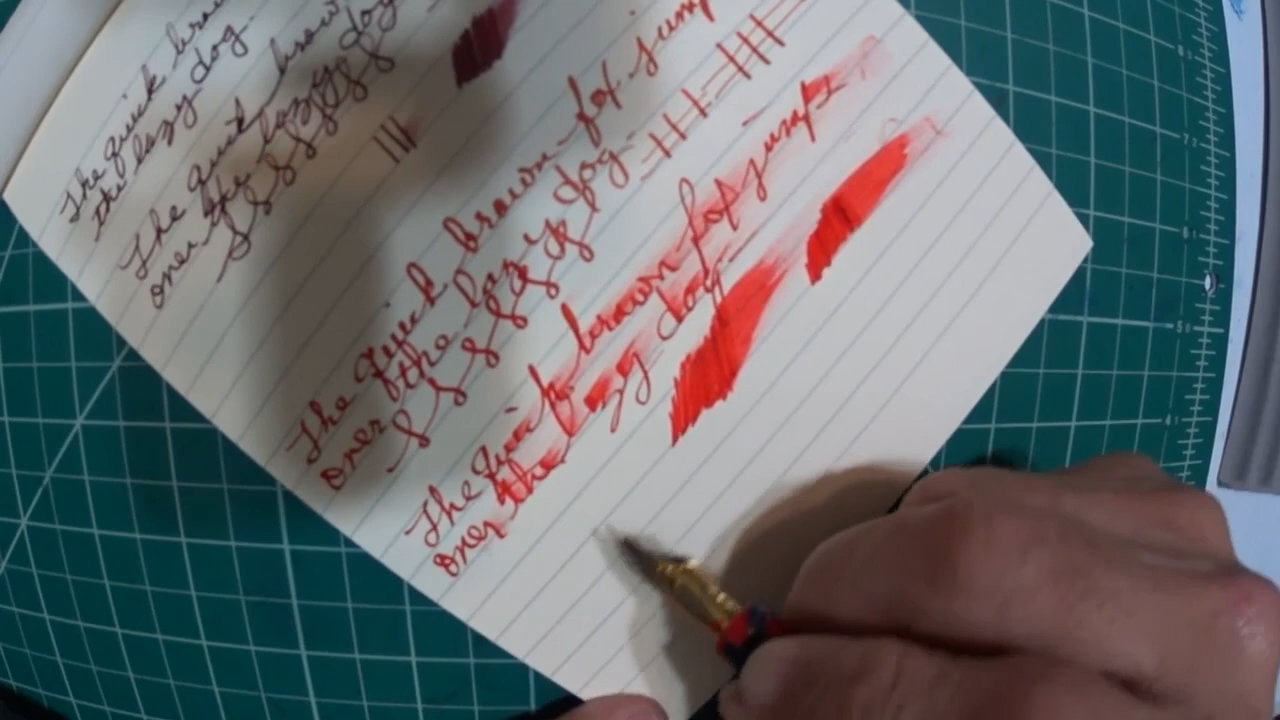 The quick brown
the lazy dog.
The quick brown
over the lazy dog
S S S S S S S
The quick brown fox jump
over the lazy dog.
S S S S S S S
The quick brown fox jumps
over the lazy dog